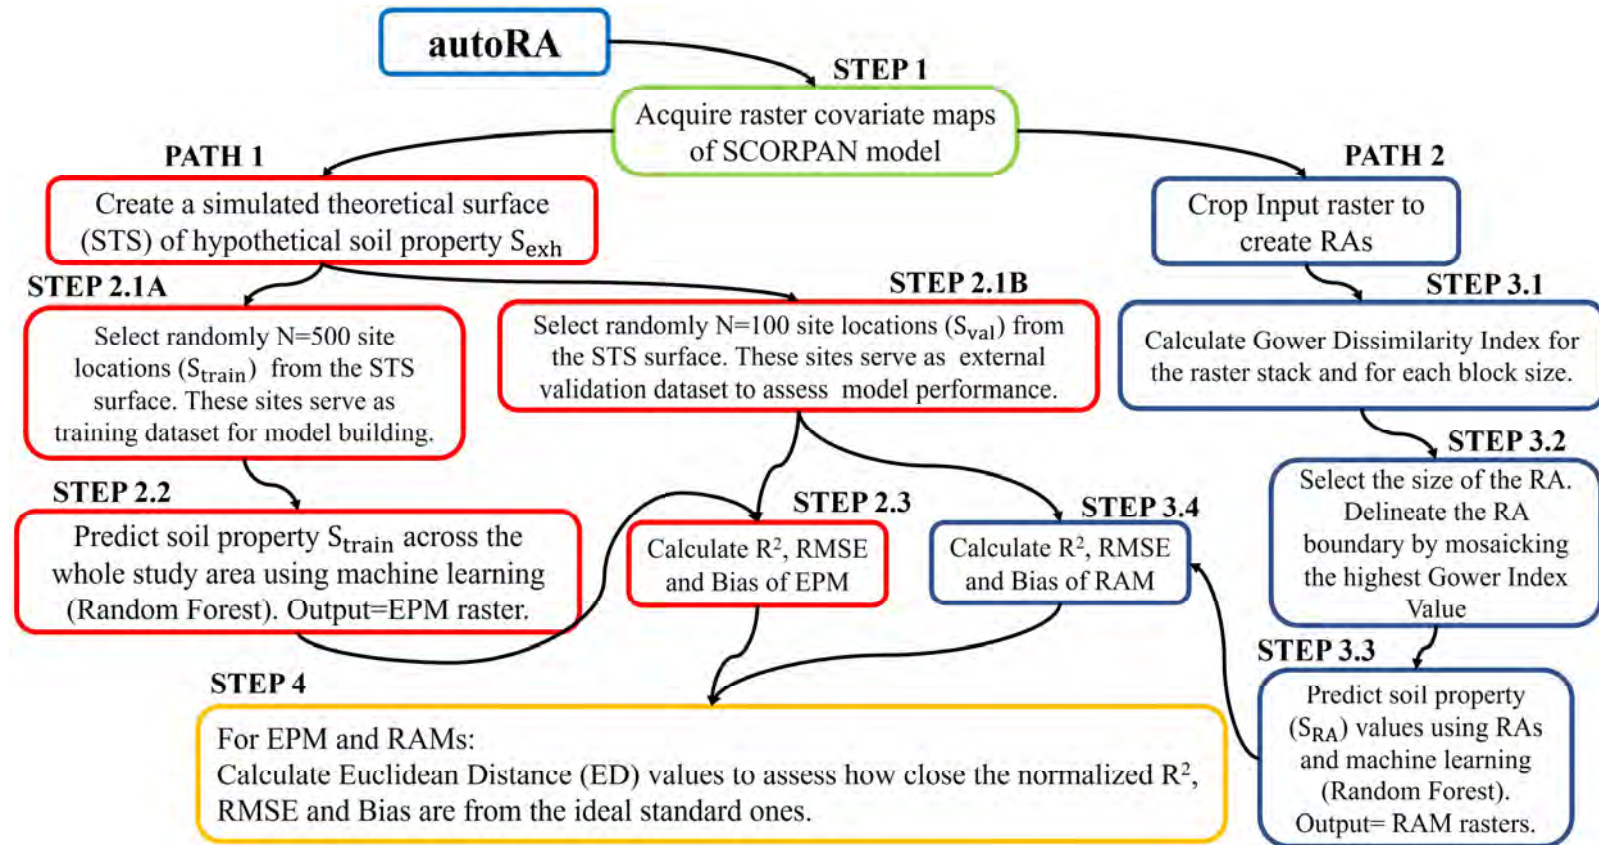 autoRA
STEP 1
Acquire raster covariate maps
of SCORPAN model
PATH 1
Create a simulated theoretical surface
(STS) of hypothetical soil property S_exh
STEP 2.1A
Select randomly N=500 site
locations (S_train) from the STS
surface. These sites serve as
training dataset for model building.
STEP 2.1B
Select randomly N=100 site locations (S_val) from
the STS surface. These sites serve as external
validation dataset to assess model performance.
STEP 2.2
Predict soil property S_train across the
whole study area using machine learning
(Random Forest). Output=EPM raster.
STEP 2.3
Calculate R², RMSE
and Bias of EPM
PATH 2
Crop Input raster to
create RAs
STEP 3.1
Calculate Gower Dissimilarity Index for
the raster stack and for each block size.
STEP 3.2
Select the size of the RA.
Delineate the RA
boundary by mosaicking
the highest Gower Index
Value
STEP 3.3
Predict soil property
(S_RA) values using RAs
and machine learning
(Random Forest).
Output= RAM rasters.
STEP 3.4
Calculate R², RMSE
and Bias of RAM
STEP 4
For EPM and RAMs:
Calculate Euclidean Distance (ED) values to assess how close the normalized R²,
RMSE and Bias are from the ideal standard ones.